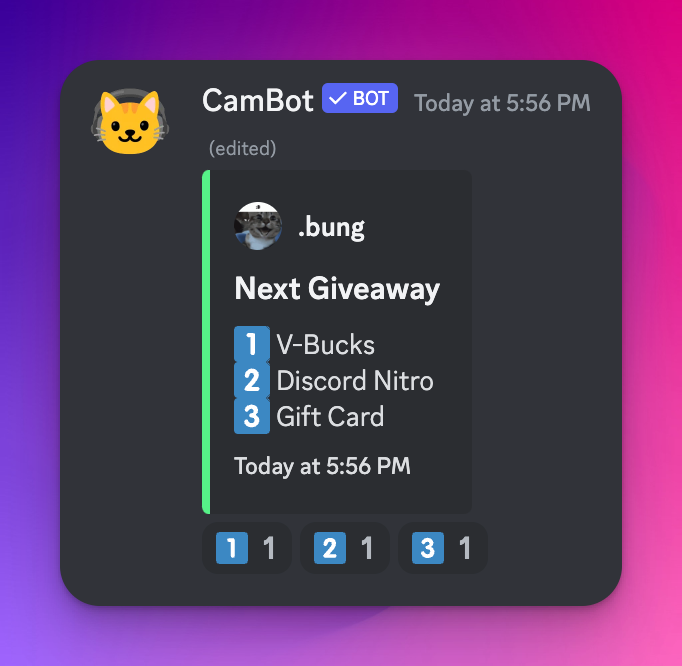 CamBot BOT Today at 5:56 PM
(edited)
.bung
Next Giveaway
1 V-Bucks
2 Discord Nitro
3 Gift Card
Today at 5:56 PM
1 1 2 1 3 1